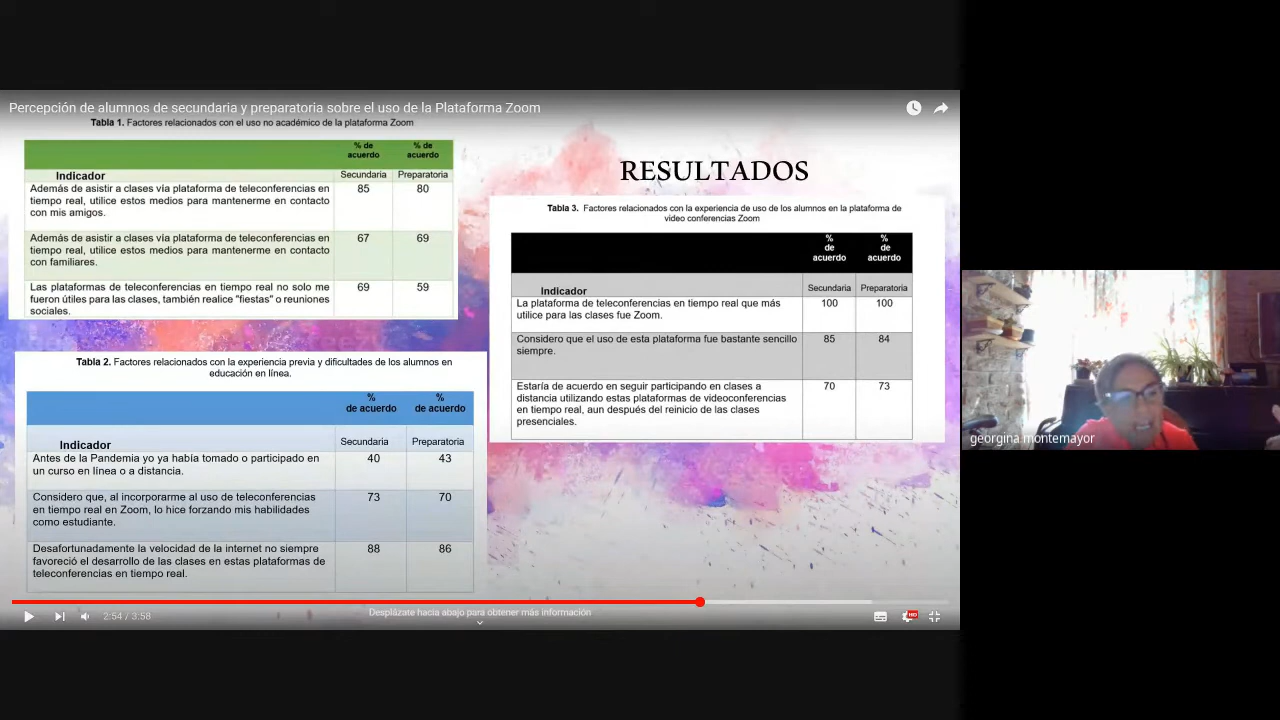 Percepción de alumnos de secundaria y preparatoria sobre el uso de la Plataforma Zoom
Tabla 1. Factores relacionados con el uso no académico de la plataforma Zoom
% de
acuerdo
% de
acuerdo
Indicador
Secundaria
Preparatoria
Además de asistir a clases vía plataforma de teleconferencias en
tiempo real, utilice estos medios para mantenerme en contacto
con mis amigos.
85
80
Además de asistir a clases vía plataforma de teleconferencias en
tiempo real, utilice estos medios para mantenerme en contacto
con familiares.
67
69
Las plataformas de teleconferencias en tiempo real no solo me
fueron útiles para las clases, también realice "fiestas" o reuniones
sociales.
69
59
Tabla 2. Factores relacionados con la experiencia previa y dificultades de los alumnos en
educación en línea.
%
de acuerdo
%
de acuerdo
Indicador
Secundaria
Preparatoria
Antes de la Pandemia yo ya había tomado o participado en
un curso en línea o a distancia.
40
43
Considero que, al incorporarme al uso de teleconferencias
en tiempo real en Zoom, lo hice forzando mis habilidades
como estudiante.
73
70
Desafortunadamente la velocidad de la internet no siempre
favoreció el desarrollo de las clases en estas plataformas de
teleconferencias en tiempo real.
88
86
RESULTADOS
Tabla 3. Factores relacionados con la experiencia de uso de los alumnos en la plataforma de
video conferencias Zoom
%
de
acuerdo
%
de
acuerdo
Indicador
Secundaria
Preparatoria
La plataforma de teleconferencias en tiempo real que más
utilice para las clases fue Zoom.
100
100
Considero que el uso de esta plataforma fue bastante sencillo
siempre.
85
84
Estaría de acuerdo en seguir participando en clases a
distancia utilizando estas plataformas de videoconferencias
en tiempo real, aun después del reinicio de las clases
presenciales.
70
73
2:54 / 3:58
Desplázate hacia abajo para obtener más información
HD
georgina montemayor